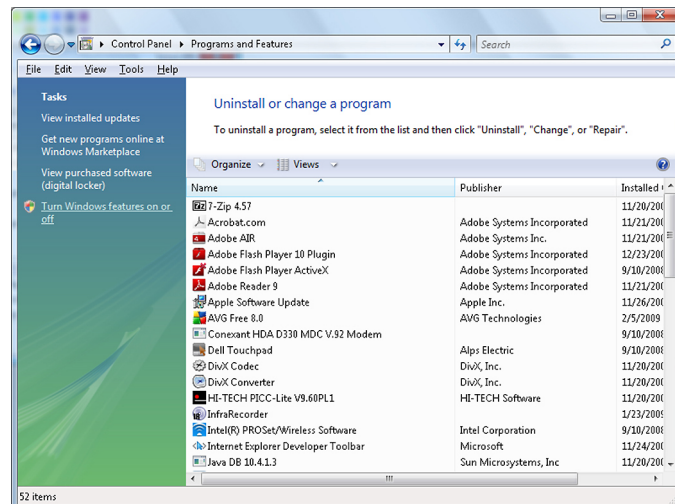 Control Panel ▸ Programs and Features
Search
File Edit View Tools Help
Tasks
View installed updates
Get new programs online at
Windows Marketplace
View purchased software
(digital locker)
Turn Windows features on or
off
Uninstall or change a program
To uninstall a program, select it from the list and then click "Uninstall", "Change", or "Repair".
Organize Views
Name Publisher Installed
7-Zip 4.57 11/20/200
Acrobat.com Adobe Systems Incorporated 11/21/200
Adobe AIR Adobe Systems Inc. 11/21/200
Adobe Flash Player 10 Plugin Adobe Systems Incorporated 12/23/200
Adobe Flash Player ActiveX Adobe Systems Incorporated 9/10/2008
Adobe Reader 9 Adobe Systems Incorporated 11/21/200
Apple Software Update Apple Inc. 11/26/200
AVG Free 8.0 AVG Technologies 2/5/2009
Conexant HDA D330 MDC V.92 Modem 9/10/2008
Dell Touchpad Alps Electric 9/10/2008
DivX Codec DivX, Inc. 11/20/200
DivX Converter DivX, Inc. 11/20/200
HI-TECH PICC-Lite V9.60PL1 HI-TECH Software 11/20/200
InfraRecorder 1/23/2009
Intel(R) PROSet/Wireless Software Intel Corporation 9/10/2008
Internet Explorer Developer Toolbar Microsoft 11/24/200
Java DB 10.4.1.3 Sun Microsystems, Inc 11/20/200
52 items